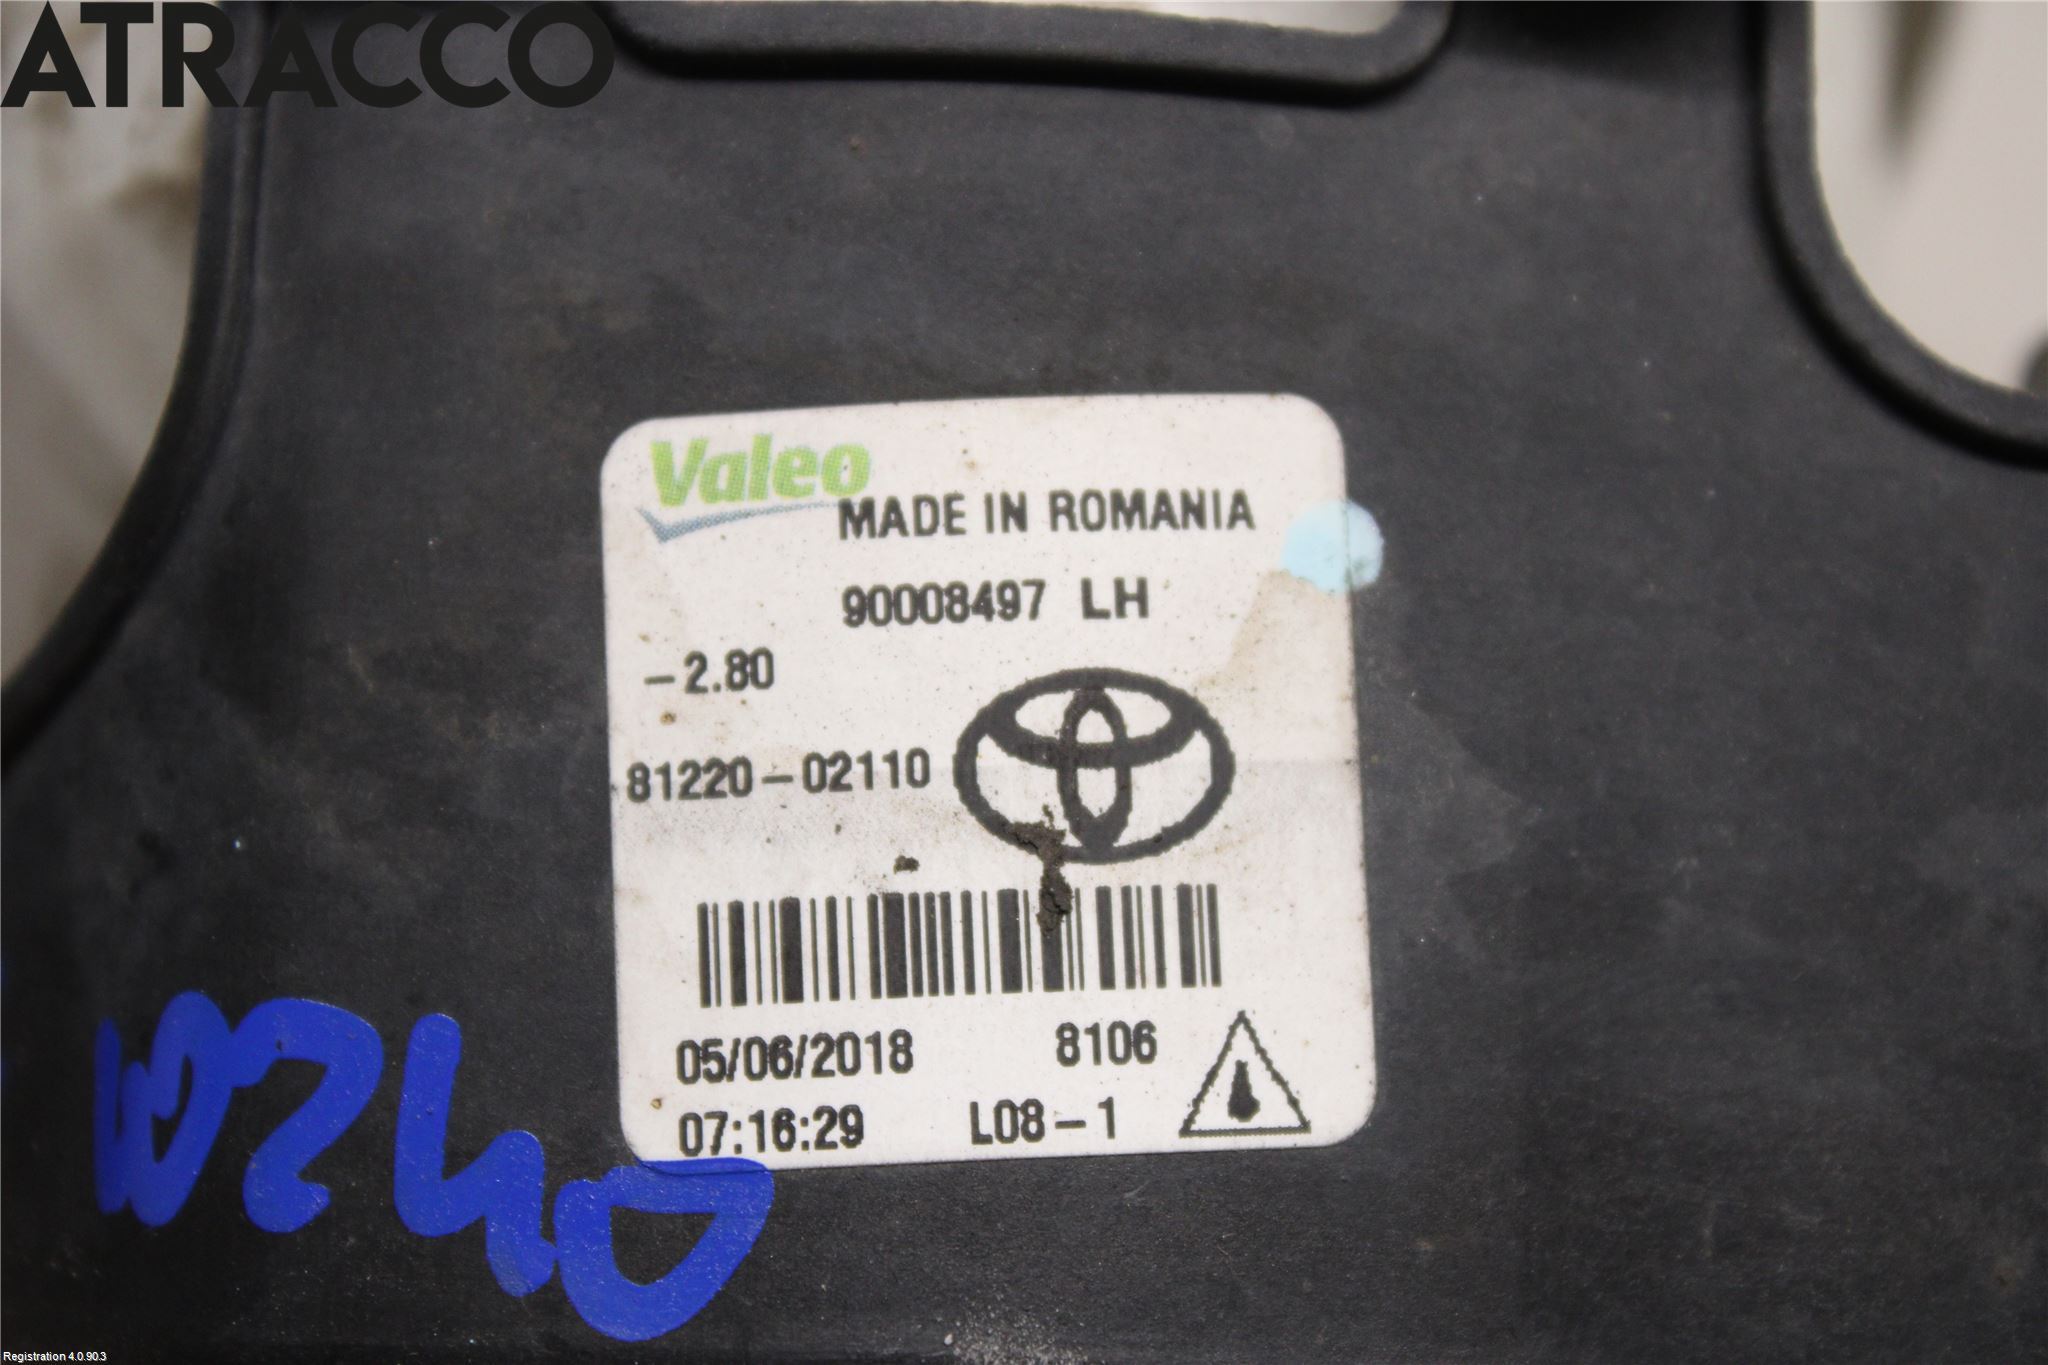 ATRACCO
Valeo
MADE IN ROMANIA
90008497 LH
-2.80
81220-02110
05/06/2018 8106
07:16:29 L08-1
Registration 4.0.90.3